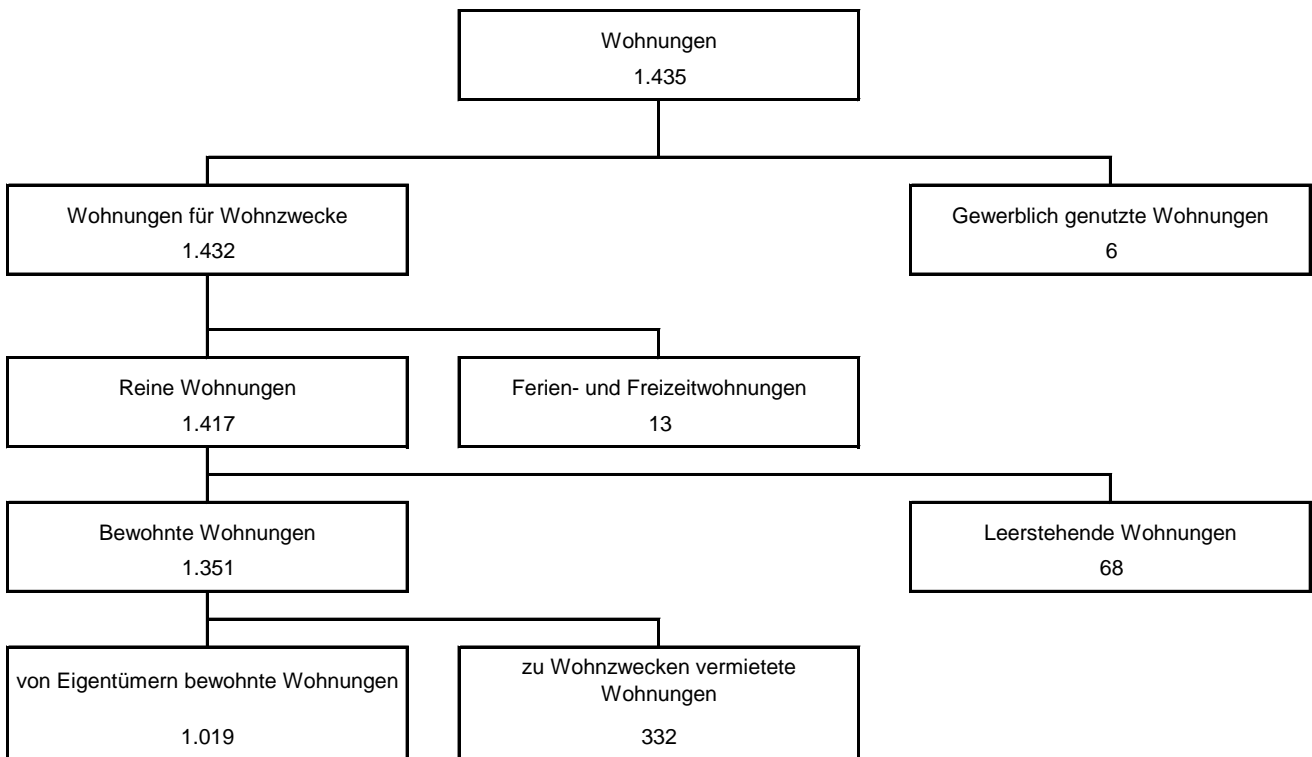 Wohnungen
1.435
Wohnungen für Wohnzwecke
1.432
Gewerblich genutzte Wohnungen
6
Reine Wohnungen
1.417
Ferien- und Freizeitwohnungen
13
Bewohnte Wohnungen
1.351
Leerstehende Wohnungen
68
von Eigentümern bewohnte Wohnungen
1.019
zu Wohnzwecken vermietete
Wohnungen
332